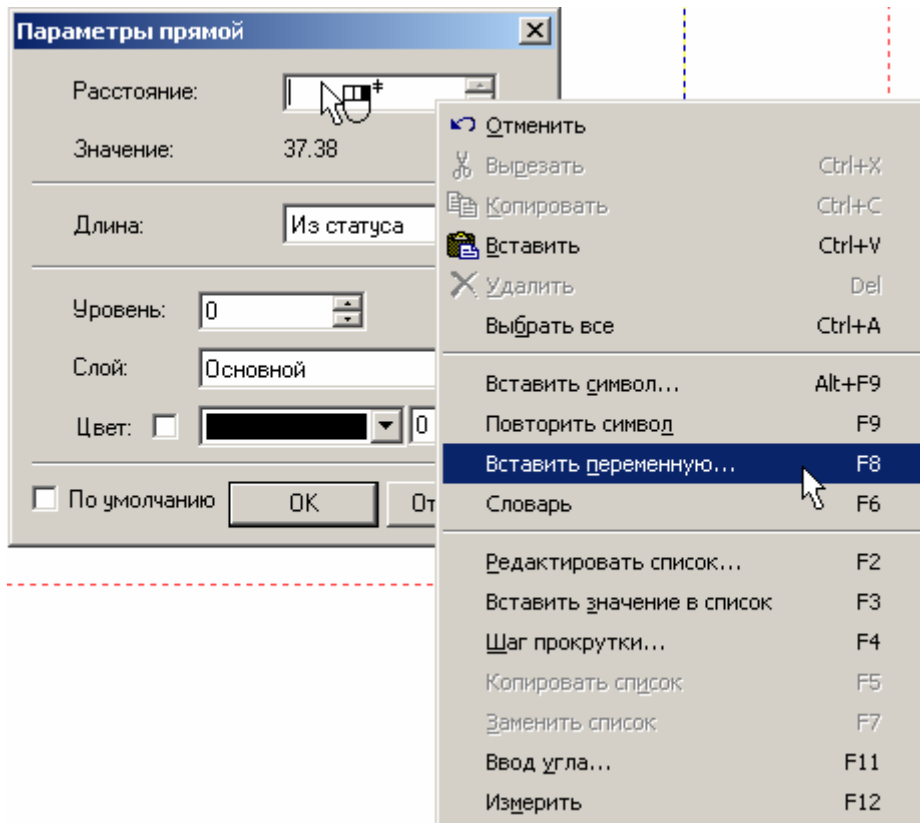 Параметры прямой
Расстояние:
Значение: 37.38
Длина: Из статуса
Уровень: 0
Слой: Основной
Цвет: 0
По умолчанию OK От
Отменить
Вырезать Ctrl+X
Копировать Ctrl+C
Вставить Ctrl+V
Удалить Del
Выбрать все Ctrl+A
Вставить символ... Alt+F9
Повторить символ F9
Вставить переменную... F8
Словарь F6
Редактировать список... F2
Вставить значение в список F3
Шаг прокрутки... F4
Копировать список F5
Заменить список F7
Ввод угла... F11
Измерить F12